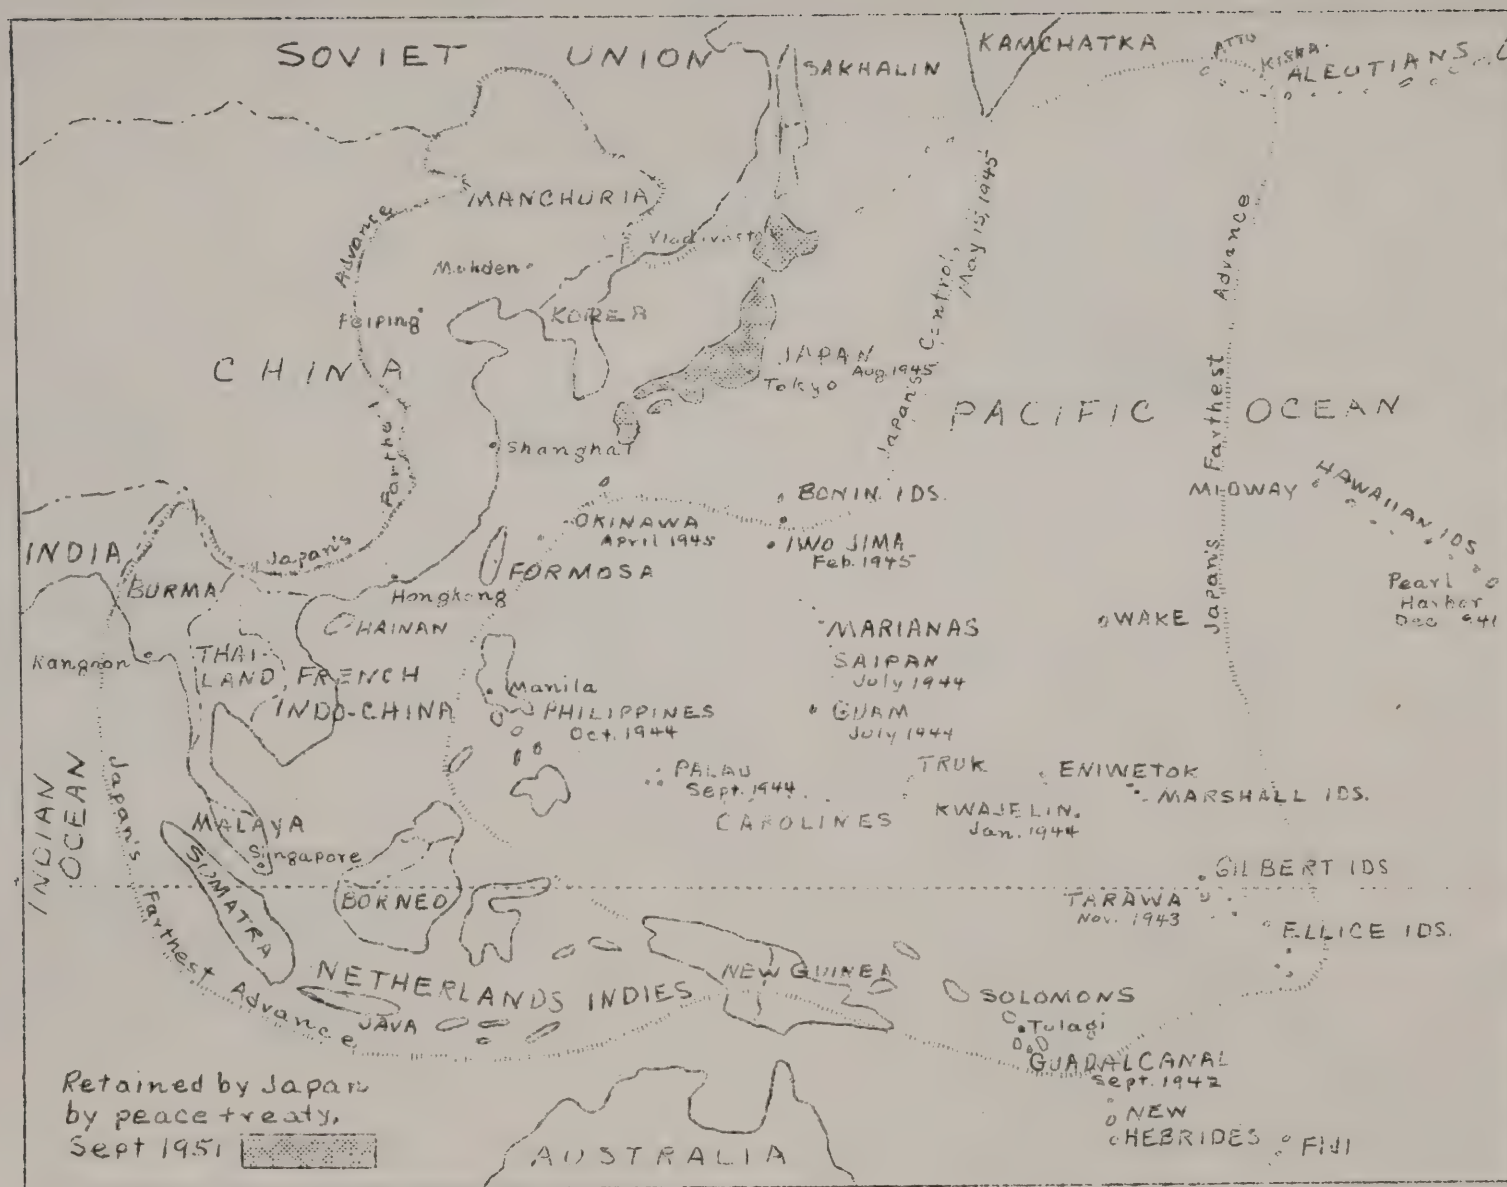 SOVIET UNION
KAMCHATKA
ATTU
KISKA
ALEUTIANS
SAKHALIN
MANCHURIA
Vladivostok
Mukden
Peiping
KOREA
CHINA
JAPAN
Aug. 1945
Tokyo
Japan's Control,
May 15, 1945
PACIFIC OCEAN
Japan's Farthest Advance
Shanghai
Japan's Farthest Advance
BONIN IDS.
MIDWAY
HAWAIIAN IDS
OKINAWA
April 1945
IWO JIMA
Feb. 1945
INDIA
BURMA
FORMOSA
Hongkong
HAINAN
Pearl
Harbor
Dec 1941
MARIANAS
WAKE
SAIPAN
July 1944
Rangoon
THAI-
LAND
FRENCH
INDO-CHINA
Manila
PHILIPPINES
Oct. 1944
GUAM
July 1944
INDIAN
OCEAN
PALAU
Sept. 1944
TRUK
ENIWETOK
MARSHALL IDS.
CAROLINES
KWAJELIN.
Jan. 1944
MALAYA
Singapore
SUMATRA
BORNEO
GILBERT IDS
TARAWA
Nov. 1943
ELLICE IDS.
Japan's Farthest Advance
NETHERLANDS INDIES
NEW GUINEA
JAVA
SOLOMONS
Tulagi
GUADALCANAL
Sept. 1942
NEW
HEBRIDES
FIJI
AUSTRALIA
Retained by Japan
by peace treaty.
Sept 1951